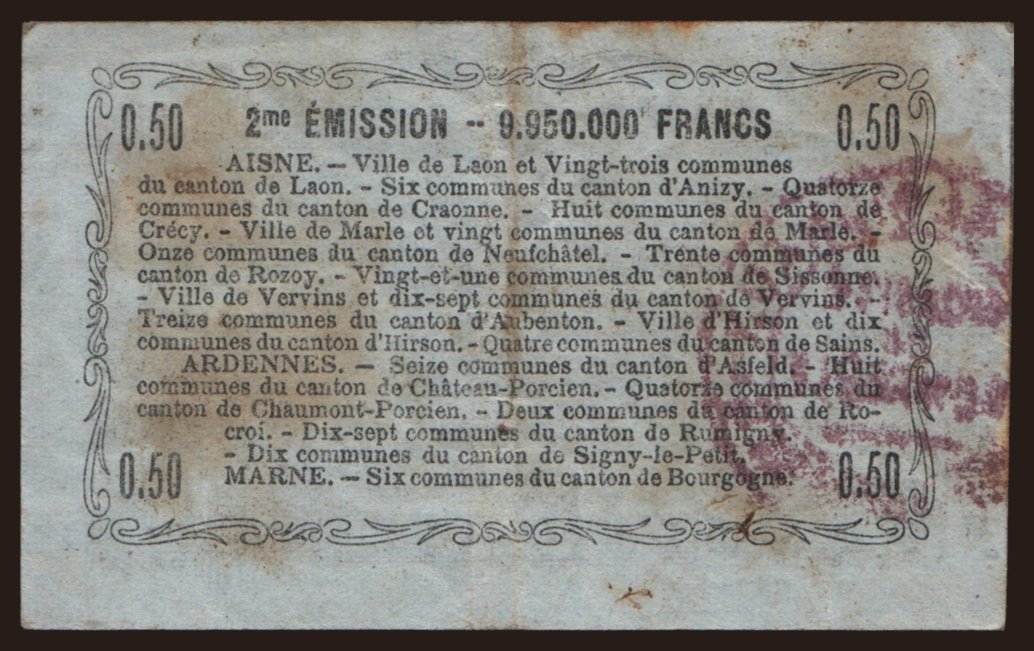 0.50 2me ÉMISSION -- 9.950.000 FRANCS 0.50
AISNE. — Ville de Laon et Vingt-trois communes
du canton de Laon. - Six communes du canton d'Anizy. - Quatorze
communes du canton de Craonne. - Huit communes du canton de
Crécy. - Ville de Marle et vingt communes du canton de Marle. -
Onze communes du canton de Neufchâtel. - Trente communes du
canton de Rozoy. - Vingt-et-une communes du canton de Sissonne.
- Ville de Vervins et dix-sept communes du canton de Vervins. -
Treize communes du canton d'Aubenton. - Ville d'Hirson et dix
communes du canton d'Hirson. - Quatre communes du canton de Sains.
ARDENNES. — Seize communes du canton d'Asfeld. - Huit
communes du canton de Château-Porcien. - Quatorze communes du
canton de Chaumont-Porcien. - Deux communes du canton de Ro-
croi. - Dix-sept communes du canton de Rumigny.
- Dix communes du canton de Signy-le-Petit.
0.50 MARNE. — Six communes du canton de Bourgogne. 0.50